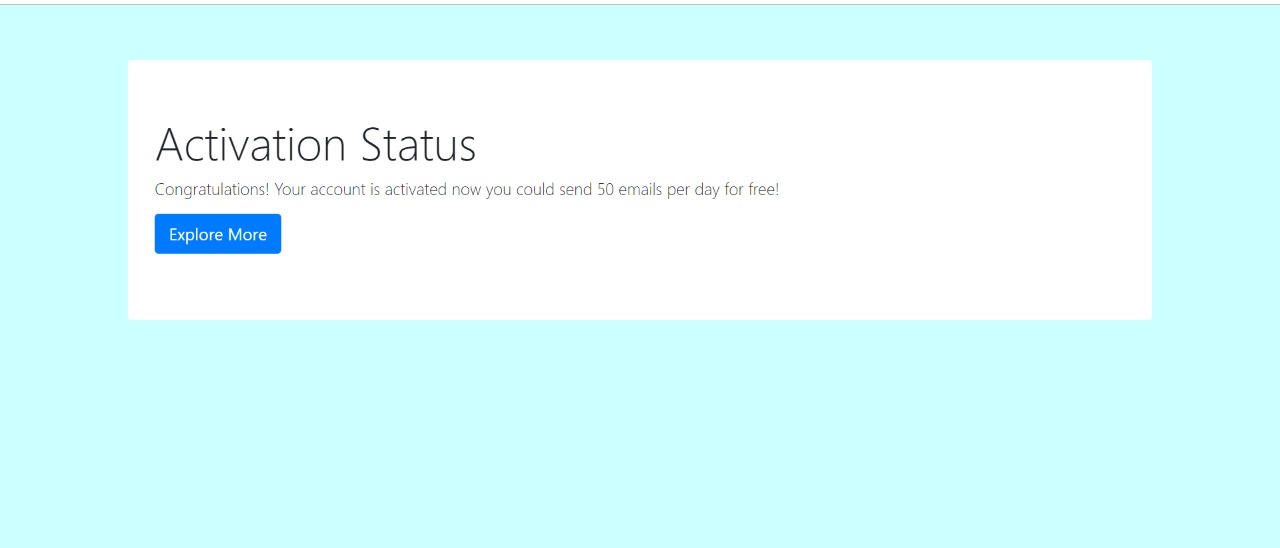 Activation Status
Congratulations! Your account is activated now you could send 50 emails per day for free!
Explore More